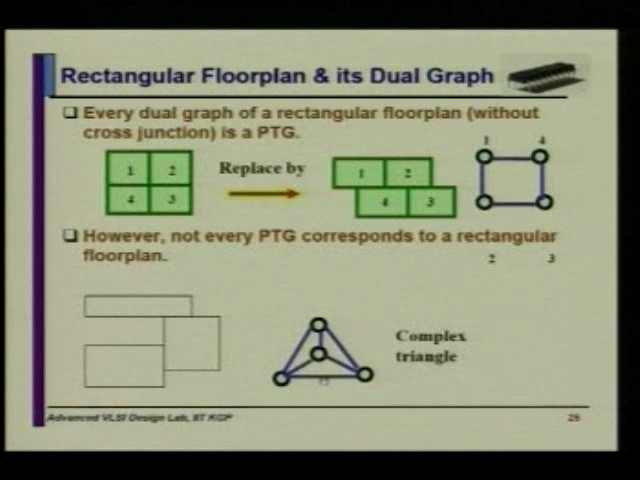 Rectangular Floorplan & its Dual Graph
❑ Every dual graph of a rectangular floorplan (without
cross junction) is a PTG.
1 2
4 3
Replace by
1 2
4 3
1 4
2 3
❑ However, not every PTG corresponds to a rectangular
floorplan.
Complex
triangle
Advanced VLSI Design Lab, IIT KGP
25